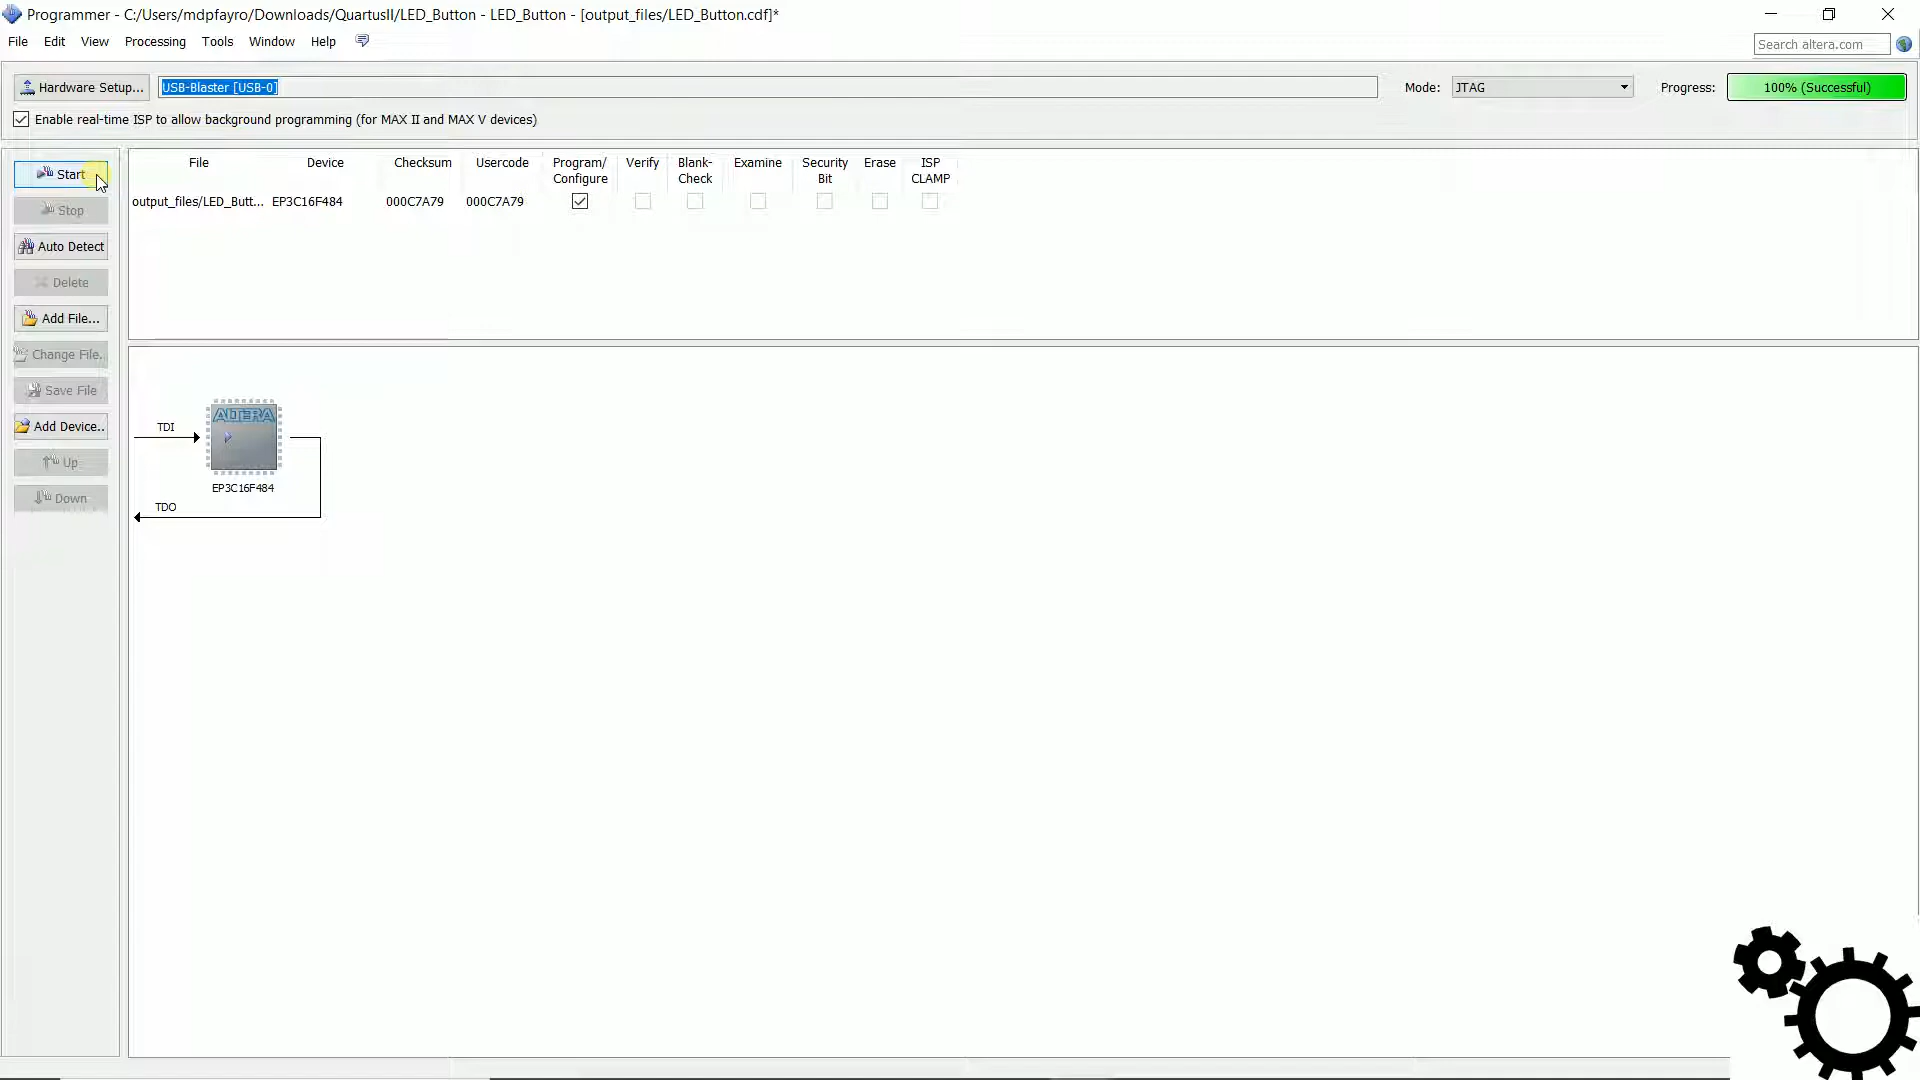 Programmer - C:/Users/mdpfayro/Downloads/QuartusII/LED_Button - LED_Button - [output_files/LED_Button.cdf]*
File Edit View Processing Tools Window Help
Search altera.com
Hardware Setup... USB-Blaster [USB-0] Mode: JTAG Progress: 100% (Successful)
Enable real-time ISP to allow background programming (for MAX II and MAX V devices)
Start
Stop
Auto Detect
Delete
Add File...
Change File..
Save File
Add Device..
Up
Down
File Device Checksum Usercode Program/ Verify Blank- Examine Security Erase ISP
Configure Check Bit CLAMP
output_files/LED_Butt... EP3C16F484 000C7A79 000C7A79
ALTERA
TDI
EP3C16F484
TDO